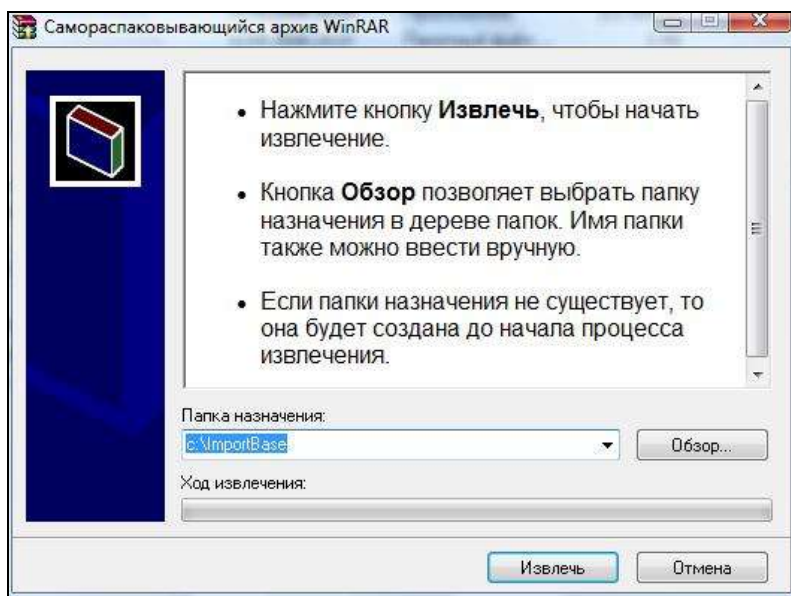 Самораспаковывающийся архив WinRAR
Нажмите кнопку Извлечь, чтобы начать
извлечение.
Кнопка Обзор позволяет выбрать папку
назначения в дереве папок. Имя папки
также можно ввести вручную.
Если папки назначения не существует, то
она будет создана до начала процесса
извлечения.
Папка назначения:
c:\ImportBase
Обзор...
Ход извлечения:
Извлечь
Отмена